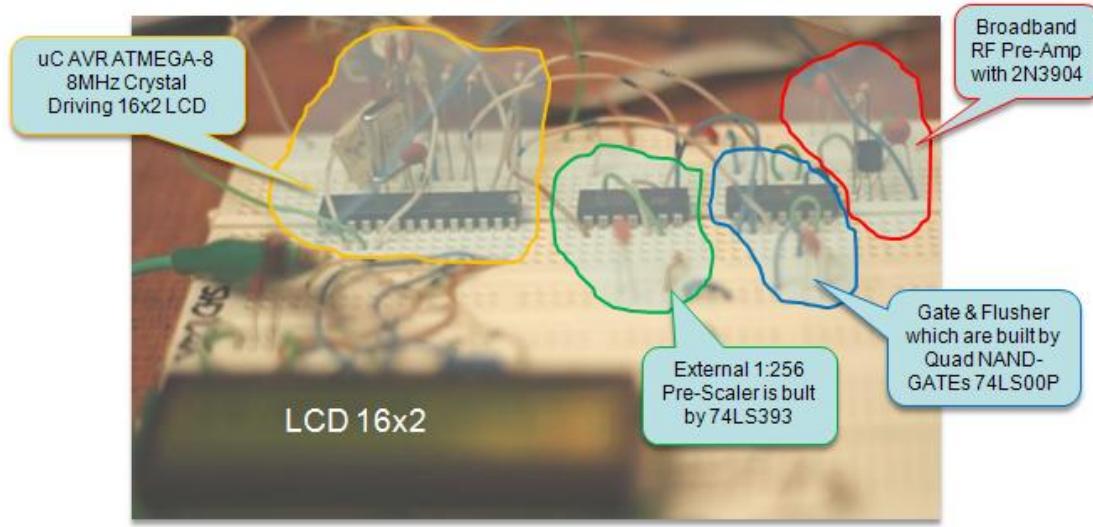 uC AVR ATMEGA-8
8MHz Crystal
Driving 16x2 LCD
Broadband
RF Pre-Amp
with 2N3904
Gate & Flusher
which are built by
Quad NAND-
GATEs 74LS00P
External 1:256
Pre-Scaler is bult
by 74LS393
LCD 16x2